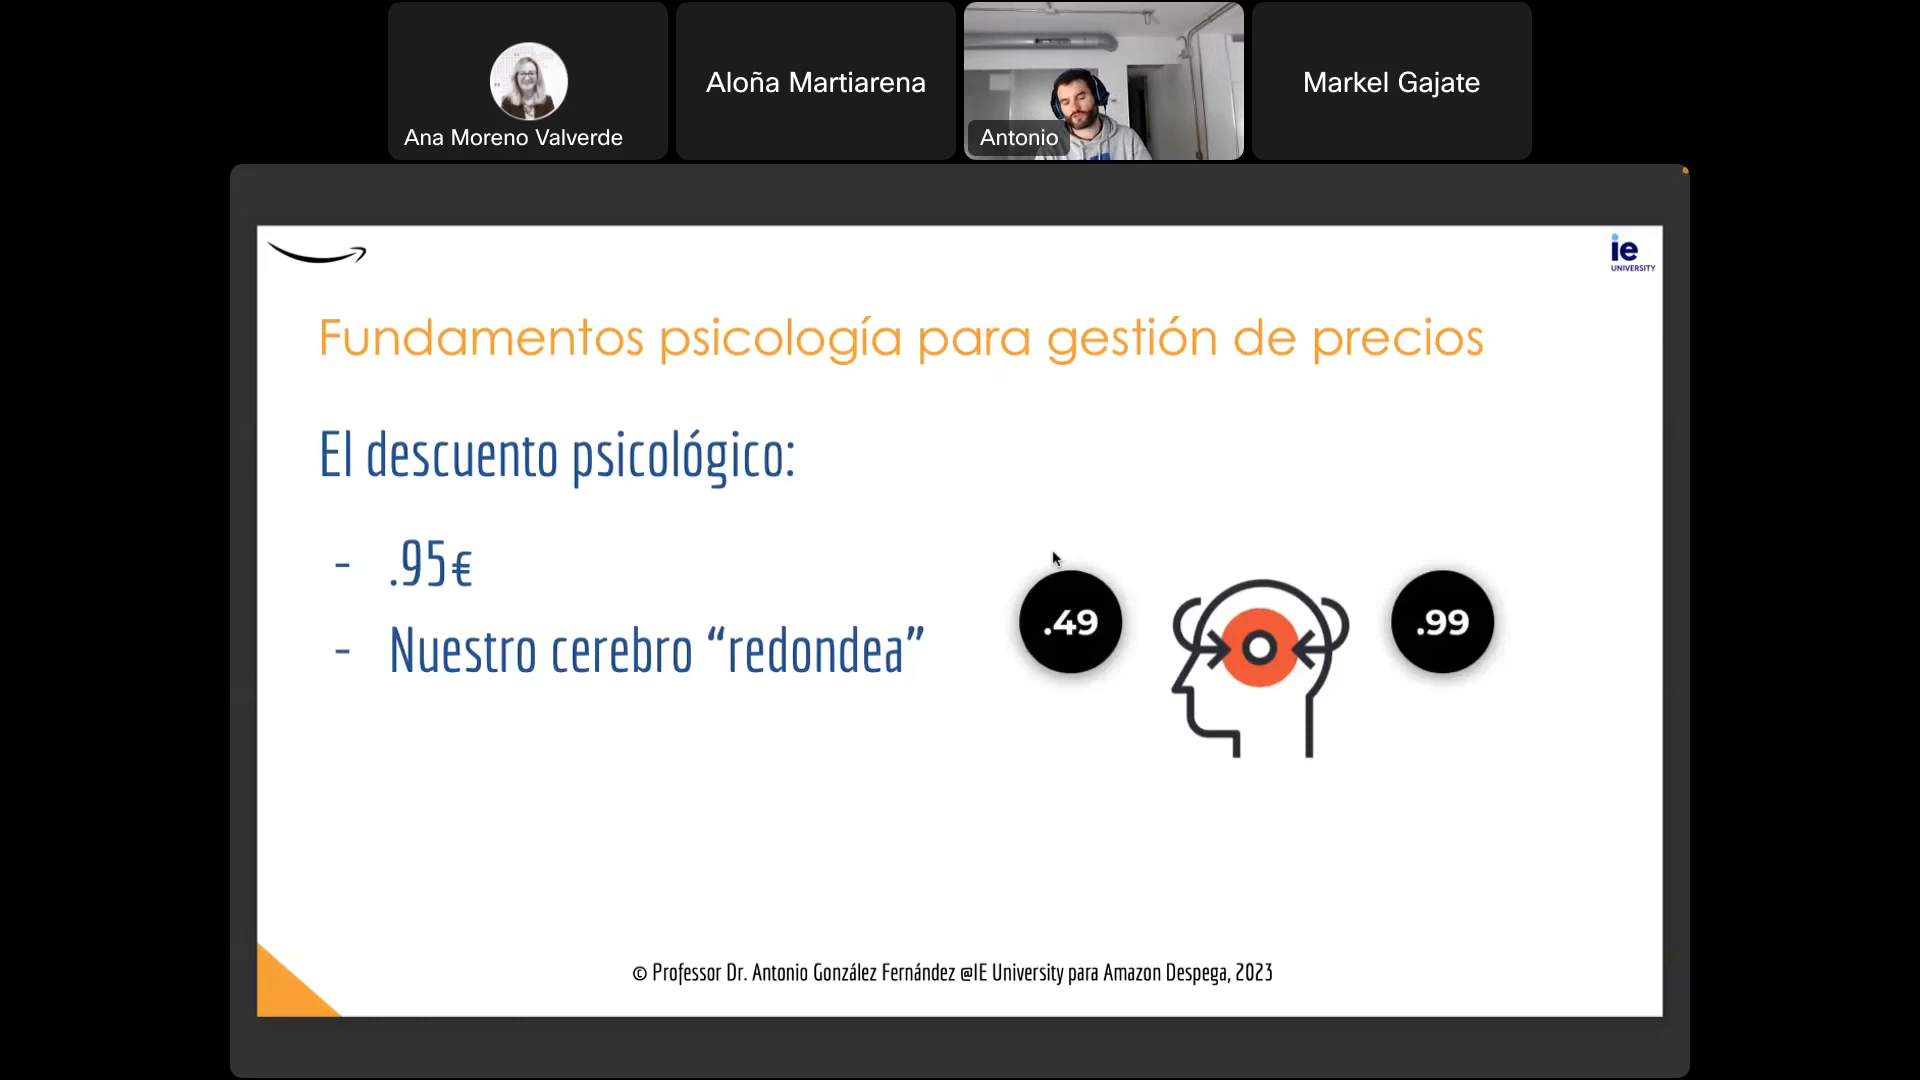 Ana Moreno Valverde
Aloña Martiarena
Antonio
Markel Gajate
ie
UNIVERSITY
Fundamentos psicología para gestión de precios
El descuento psicológico:
- .95€
- Nuestro cerebro “redondea”
.49
.99
© Professor Dr. Antonio González Fernández @IE University para Amazon Despega, 2023